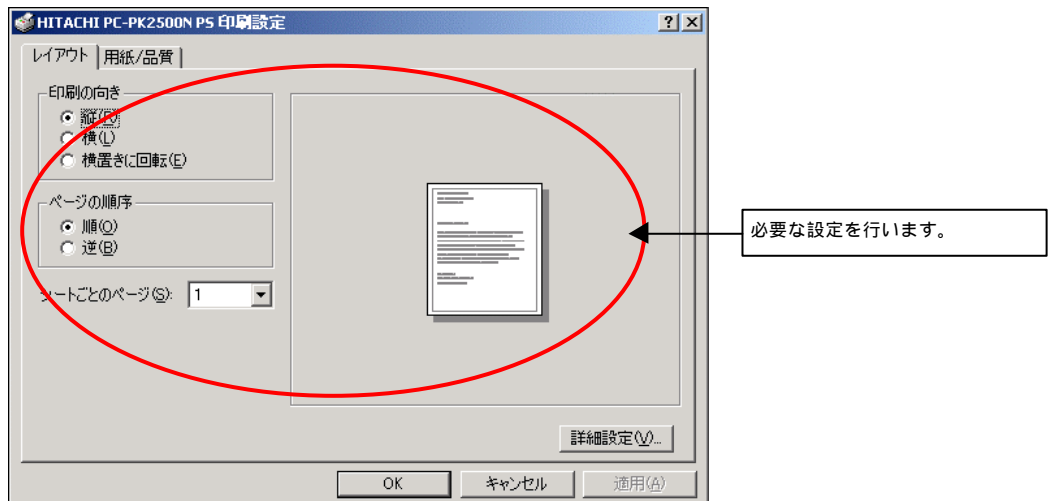 HITACHI PC-PK2500N PS 印刷設定
レイアウト 用紙/品質
印刷の向き
縦(P)
横(L)
横置きに回転(E)
ページの順序
順(O)
逆(B)
シートごとのページ(S): 1
必要な設定を行います。
詳細設定(V)...
OK キャンセル 適用(A)